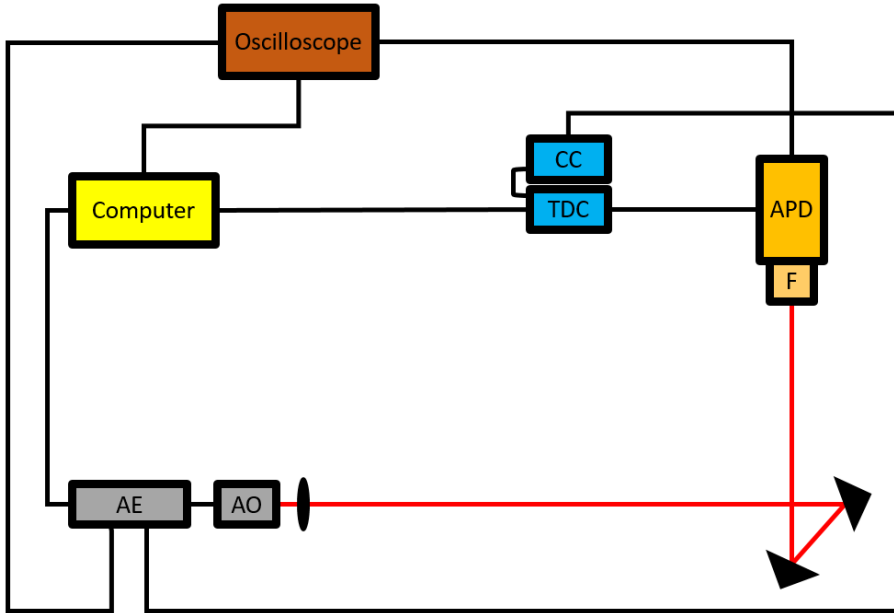 Oscilloscope
CC
Computer
TDC
APD
F
AE
AO